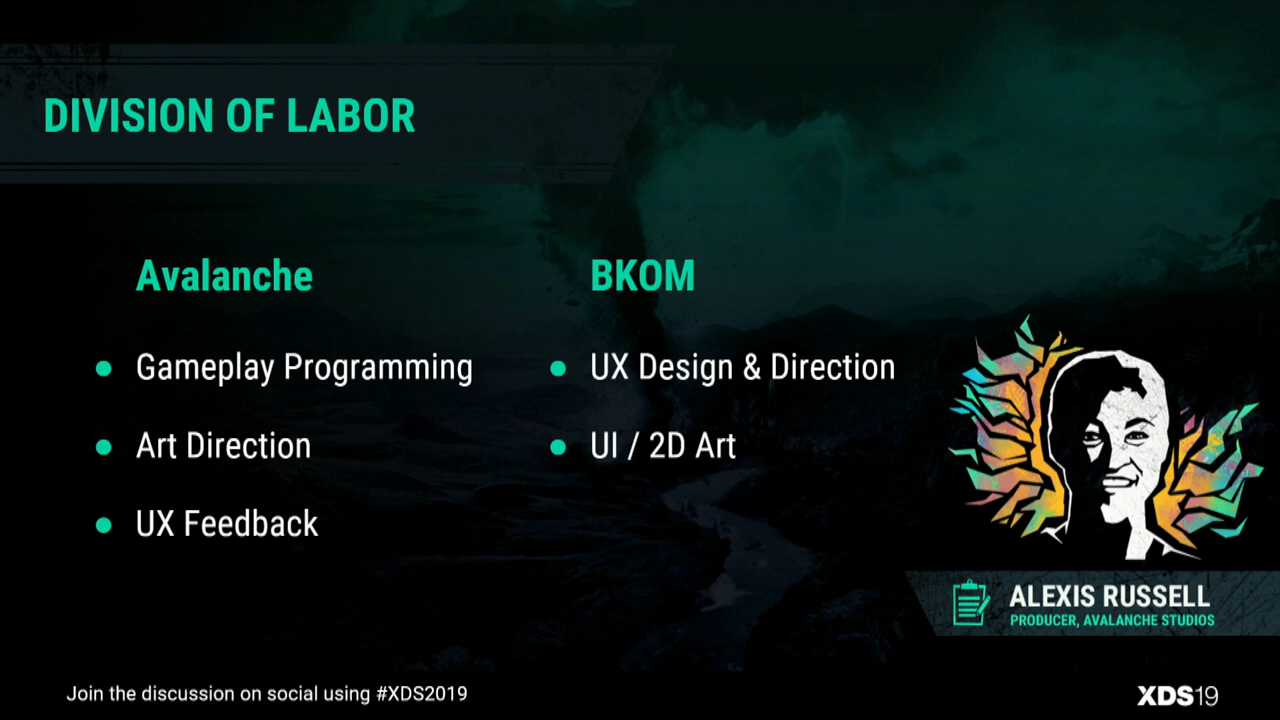 DIVISION OF LABOR
Avalanche
Gameplay Programming
Art Direction
UX Feedback
BKOM
UX Design & Direction
UI / 2D Art
ALEXIS RUSSELL
PRODUCER, AVALANCHE STUDIOS
Join the discussion on social using #XDS2019
XDS19